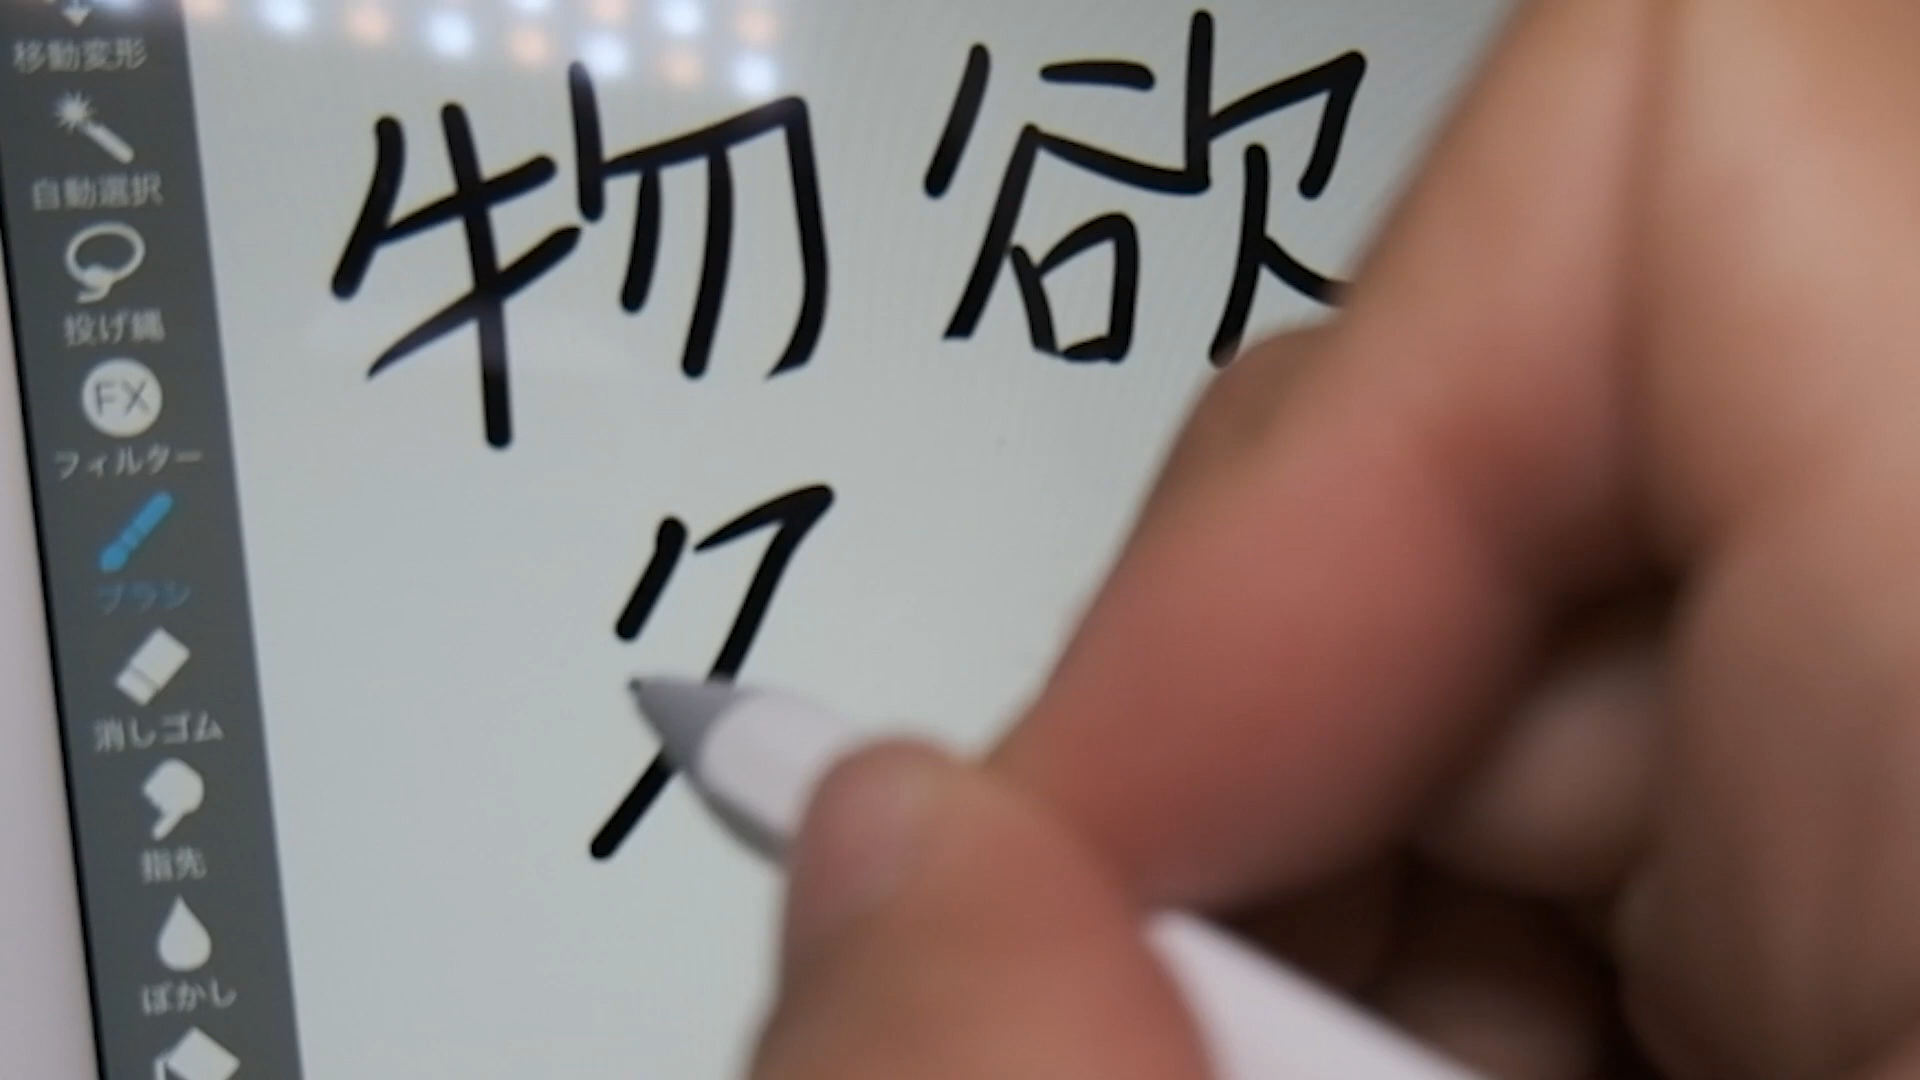 移動変形
自動選択
投げ縄
FX
フィルター
ブラシ
消しゴム
指先
ぼかし
物欲
ク